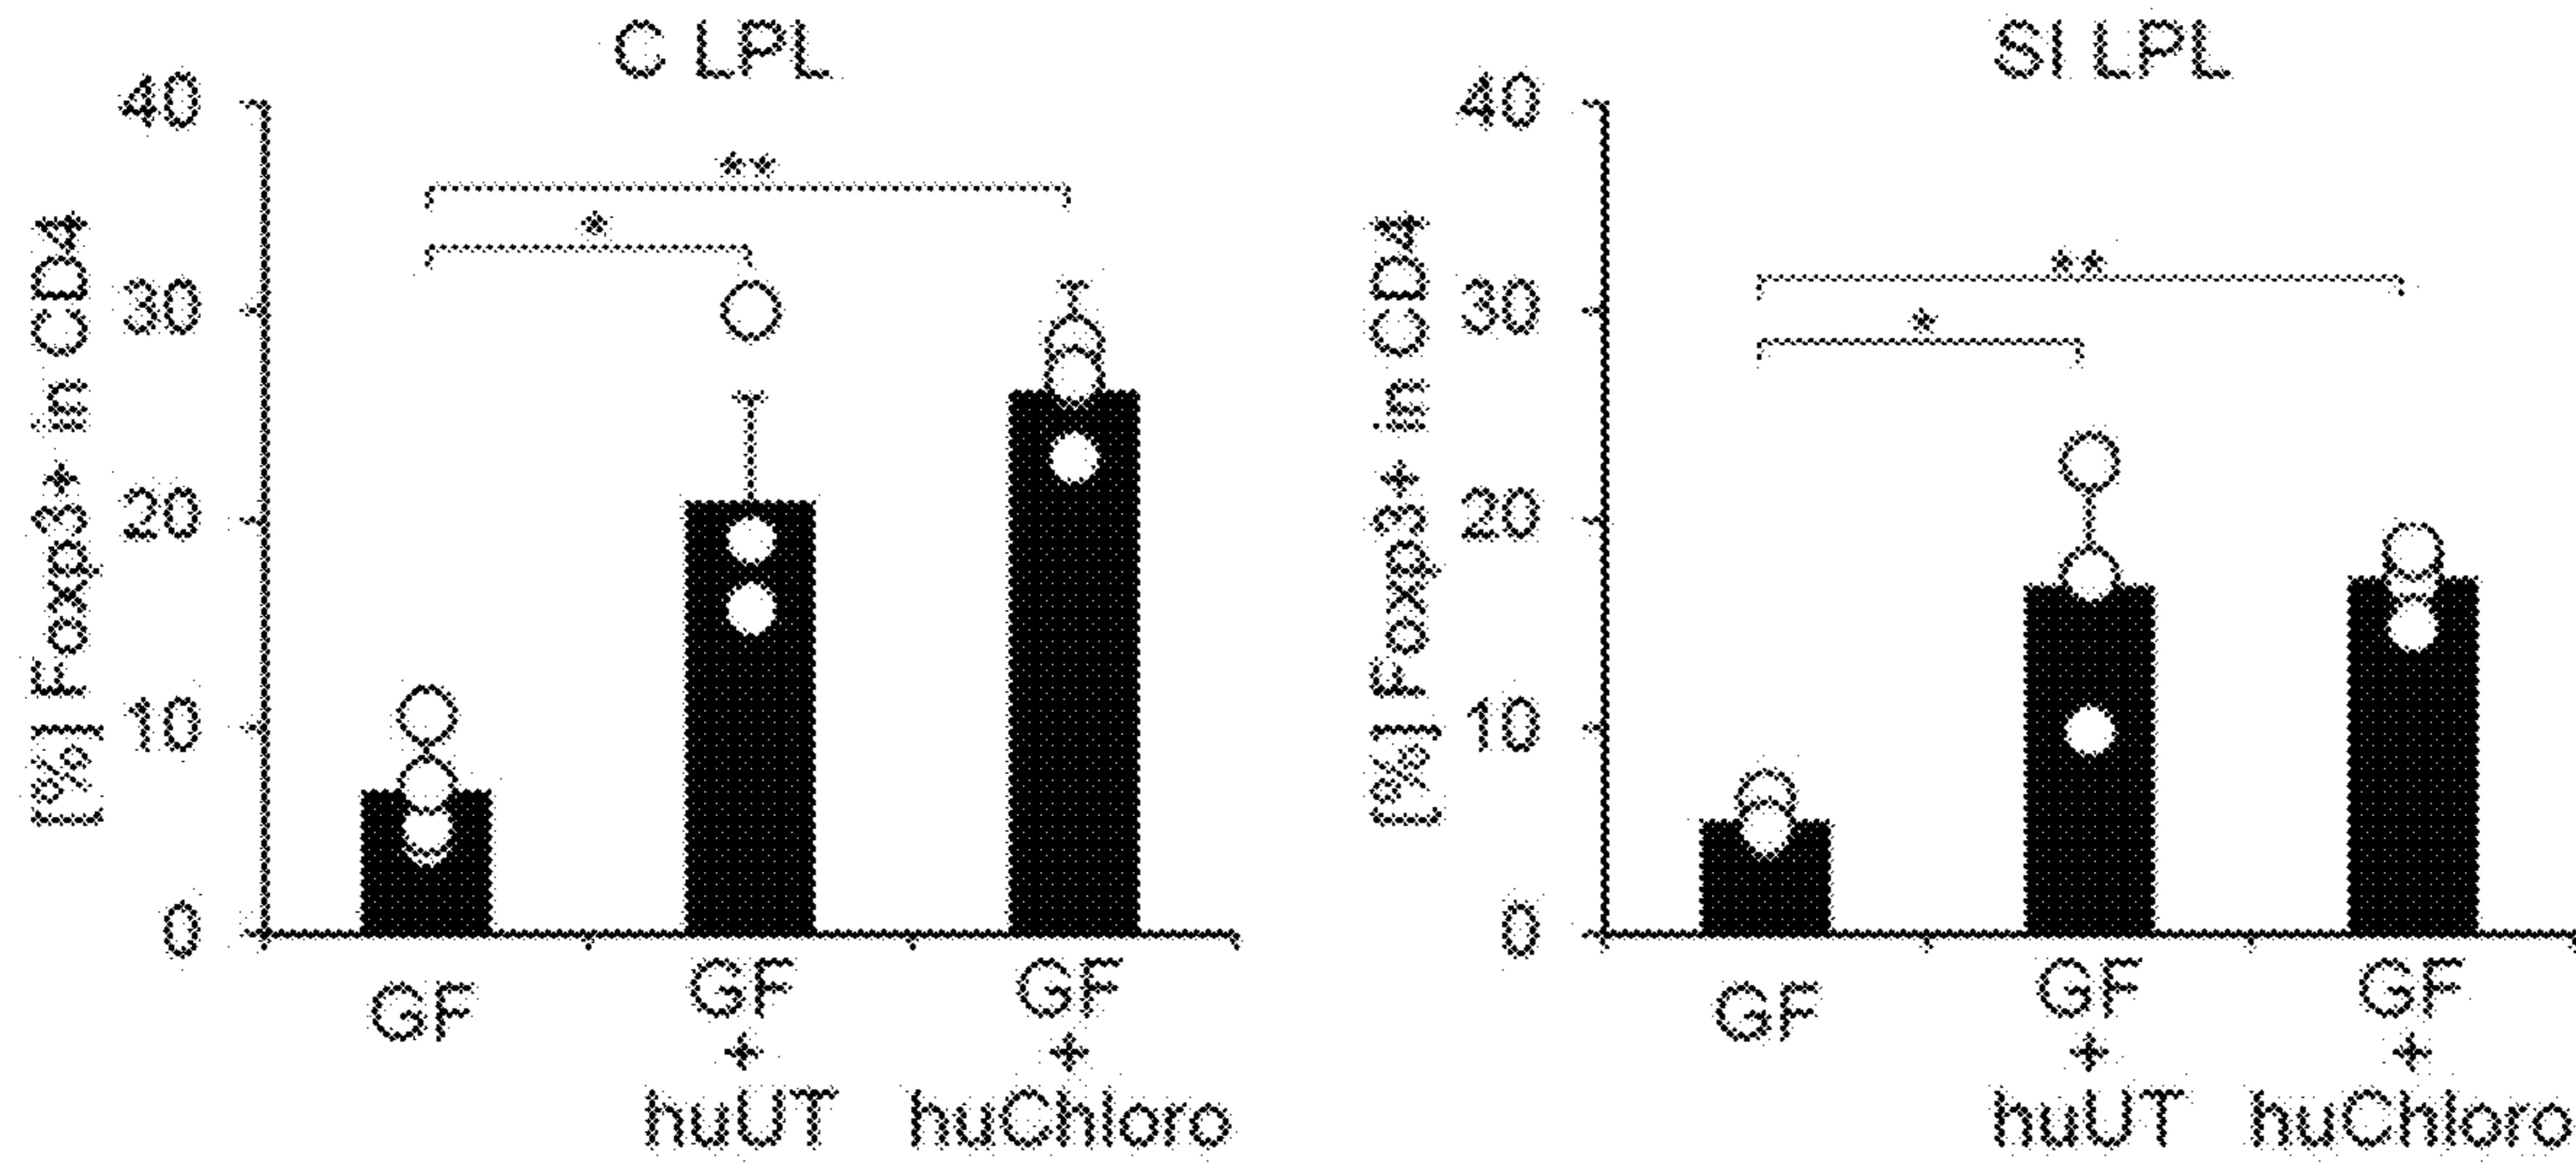 C LPL
[%] Foxp3+ in CD4
40
30
20
10
0
**
*
GF
GF
+
huUT
GF
+
huChloro
SI LPL
[%] Foxp3+ in CD4
40
30
20
10
0
**
*
GF
GF
+
huUT
GF
+
huChloro